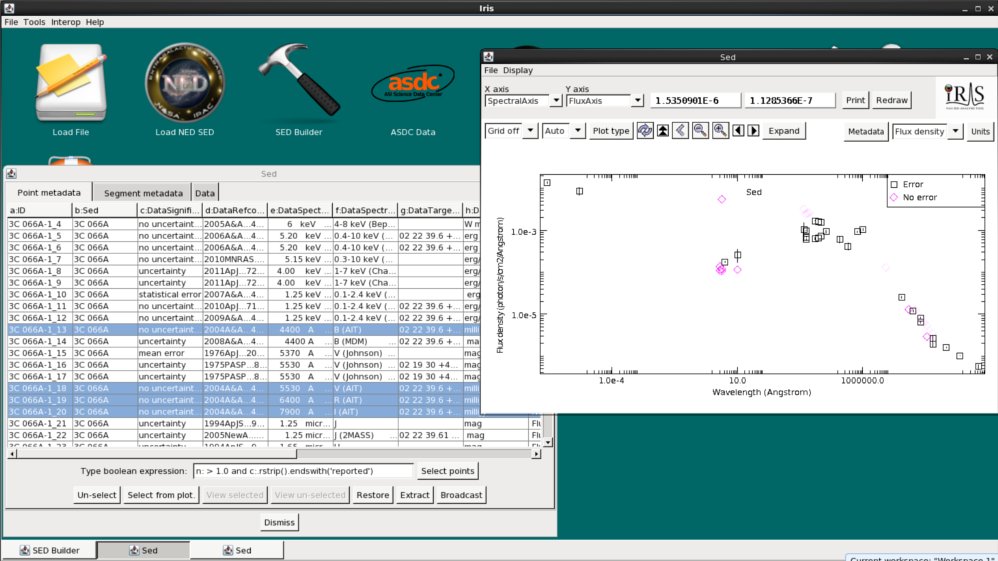 Iris
File Tools Interop Help
NED
NASA IPAC
asdc
ASI Science Data Center
Load File
Load NED SED
SED Builder
ASDC Data
Sed
File Display
X axis
Y axis
SpectralAxis
FluxAxis
1.5350901E-6
1.1285366E-7
Print
Redraw
IRIS
Grid off
Auto
Plot type
Expand
Metadata
Flux density
Units
Sed
Error
No error
1.0e-3
1.0e-5
Flux density (photon/s/cm2/Angstrom)
1.0e-4
10.0
1000000.0
Wavelength (Angstrom)
Sed
Point metadata
Segment metadata
Data
a:ID b:Sed c:DataSignifi... d:DataRefco... e:DataSpect... f:DataSpectr... g:DataTarge... h:D
3C 066A-1_4 3C 066A no uncertaint... 2005A&A...4... 6 keV ... 4-8 keV (Bep... W m
3C 066A-1_5 3C 066A no uncertaint... 2006A&A...4... 5.20 keV ... 0.4-10 keV (... 02 22 39.6 +... erg
3C 066A-1_6 3C 066A no uncertaint... 2006A&A...4... 5.20 keV ... 0.4-10 keV (... 02 22 39.6 +... erg
3C 066A-1_7 3C 066A no uncertaint... 2010MNRAS.... 5.15 keV... 0.3-10 keV (... erg/
3C 066A-1_8 3C 066A uncertainty 2011ApJ...72... 4.00 keV ... 1-7 keV (Cha... erg/
3C 066A-1_9 3C 066A uncertainty 2011ApJ...72... 4.00 keV ... 1-7 keV (Cha... erg/
3C 066A-1_10 3C 066A statistical error 2007A&A...4... 1.25 keV... 0.1-2.4 keV (... erg
3C 066A-1_11 3C 066A no uncertaint... 2010ApJ...71... 1.25 keV... 0.1-2.4 keV (... 02 22 39.6 +... erg/
3C 066A-1_12 3C 066A no uncertaint... 2009A&A...4... 1.25 keV... 0.1-2.4 keV (... 02 22 39.6 +... erg/
3C 066A-1_13 3C 066A no uncertaint... 2004A&A...4... 4400 A ... B (AIT) 02 22 39.6 +... milli
3C 066A-1_14 3C 066A uncertainty 2008A&A...4... 4400 A ... B (MDM) 02 22 39.6 +... mag
3C 066A-1_15 3C 066A mean error 1976ApJ...20... 5370 A ... V (Johnson) 02 22 39.6 +... mag
3C 066A-1_16 3C 066A uncertainty 1975PASP...8... 5530 A ... V (Johnson) 02 19 30 +4... mag
3C 066A-1_17 3C 066A uncertainty 1975PASP...8... 5530 A ... V (Johnson) 02 19 30 +4... mag
3C 066A-1_18 3C 066A no uncertaint... 2004A&A...4... 5530 A ... V (AIT) 02 22 39.6 +... milli
3C 066A-1_19 3C 066A no uncertaint... 2004A&A...4... 6400 A ... R (AIT) 02 22 39.6 +... milli
3C 066A-1_20 3C 066A no uncertaint... 2004A&A...4... 7900 A ... I (AIT) 02 22 39.6 +... milli
3C 066A-1_21 3C 066A uncertainty 1994ApJS...9... 1.25 micr... J mag Flu
3C 066A-1_22 3C 066A uncertainty 2005NewA...... 1.25 micr... J (2MASS) 02 22 39.61 ... mag Flu
Type boolean expression: n: > 1.0 and c:.rstrip().endswith('reported')
Select points
Un-select
Select from plot.
View selected
View un-selected
Restore
Extract
Broadcast
Dismiss
SED Builder
Sed
Sed
Current workspace: "Workspace 1"